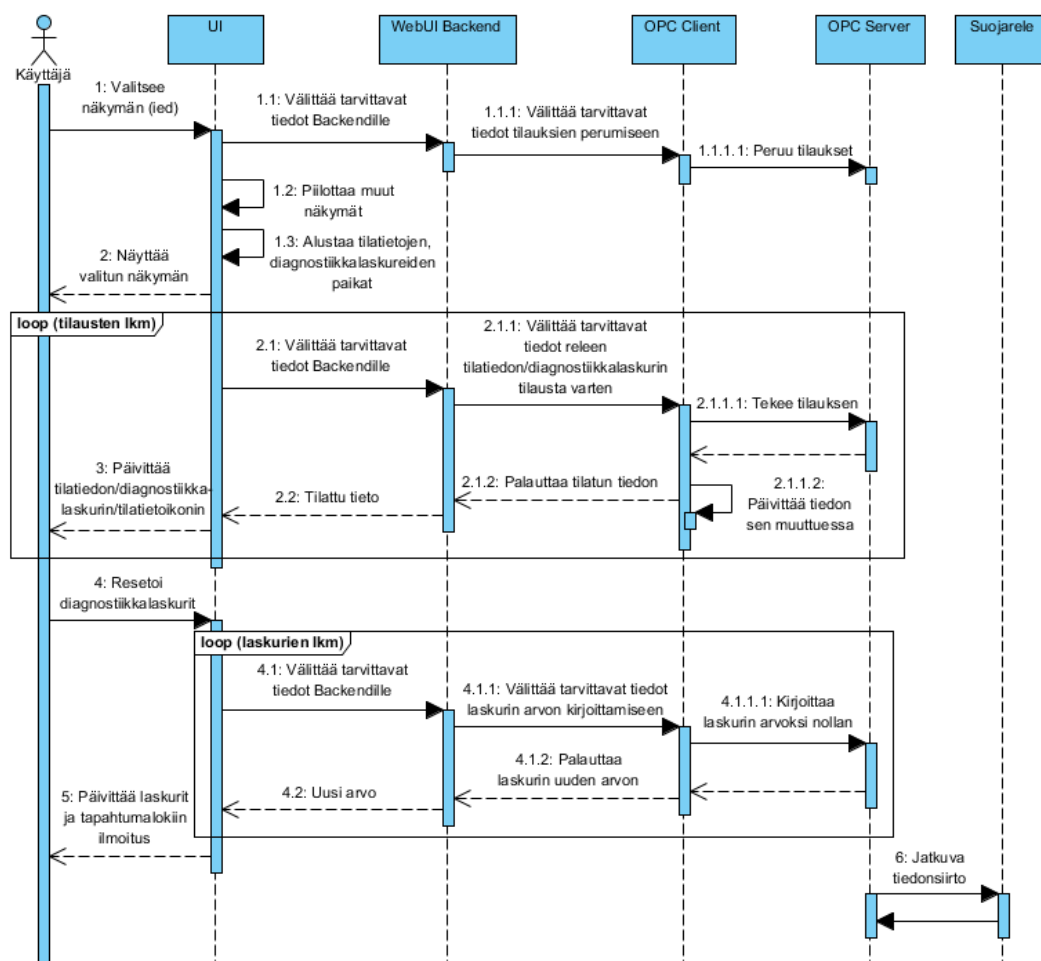 UI
WebUI Backend
OPC Client
OPC Server
Suojarele
Käyttäjä
1: Valitsee
näkymän (ied)
1.1: Välittää tarvittavat
tiedot Backendille
1.1.1: Välittää tarvittavat
tiedot tilauksien perumiseen
1.1.1.1: Peruu tilaukset
1.2: Piilottaa muut
näkymät
1.3: Alustaa tilatietojen,
diagnostiikkalaskureiden
paikat
2: Näyttää
valitun näkymän
loop (tilausten lkm)
2.1: Välittää tarvittavat
tiedot Backendille
2.1.1: Välittää tarvittavat
tiedot releen
tilatiedon/diagnostiikkalaskurin
tilausta varten
2.1.1.1: Tekee tilauksen
2.1.1.2:
Päivittää tiedon
sen muuttuessa
2.1.2: Palauttaa tilatun tiedon
2.2: Tilattu tieto
3: Päivittää
tilatiedon/diagnostiikka-
laskurin/tilatietoikonin
4: Resetoi
diagnostiikkalaskurit
loop (laskurien lkm)
4.1: Välittää tarvittavat
tiedot Backendille
4.1.1: Välittää tarvittavat tiedot
laskurin arvon kirjoittamiseen
4.1.1.1: Kirjoittaa
laskurin arvoksi nollan
4.1.2: Palauttaa
laskurin uuden arvon
4.2: Uusi arvo
5: Päivittää laskurit
ja tapahtumalokiin
ilmoitus
6: Jatkuva
tiedonsiirto